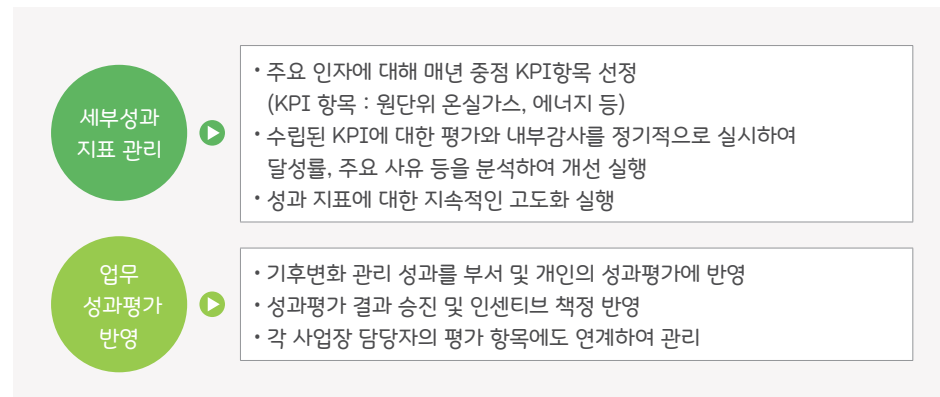 세부성과
지표 관리
• 주요 인자에 대해 매년 중점 KPI항목 선정
(KPI 항목 : 원단위 온실가스, 에너지 등)
• 수립된 KPI에 대한 평가와 내부감사를 정기적으로 실시하여
달성률, 주요 사유 등을 분석하여 개선 실행
• 성과 지표에 대한 지속적인 고도화 실행
업무
성과평가
반영
• 기후변화 관리 성과를 부서 및 개인의 성과평가에 반영
• 성과평가 결과 승진 및 인센티브 책정 반영
• 각 사업장 담당자의 평가 항목에도 연계하여 관리